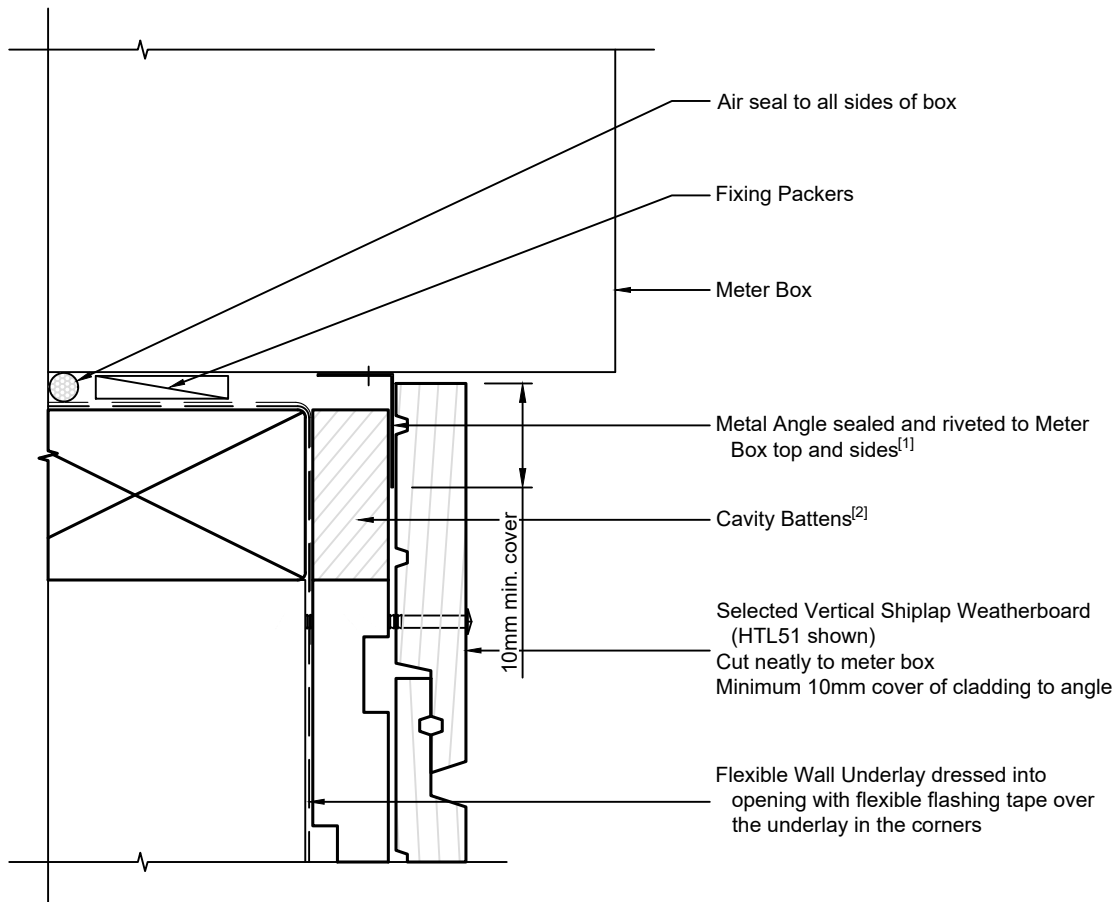 Air seal to all sides of box
Fixing Packers
Meter Box
Metal Angle sealed and riveted to Meter
Box top and sides[1]
Cavity Battens[2]
10mm min. cover
Selected Vertical Shiplap Weatherboard
(HTL51 shown)
Cut neatly to meter box
Minimum 10mm cover of cladding to angle
Flexible Wall Underlay dressed into
opening with flexible flashing tape over
the underlay in the corners